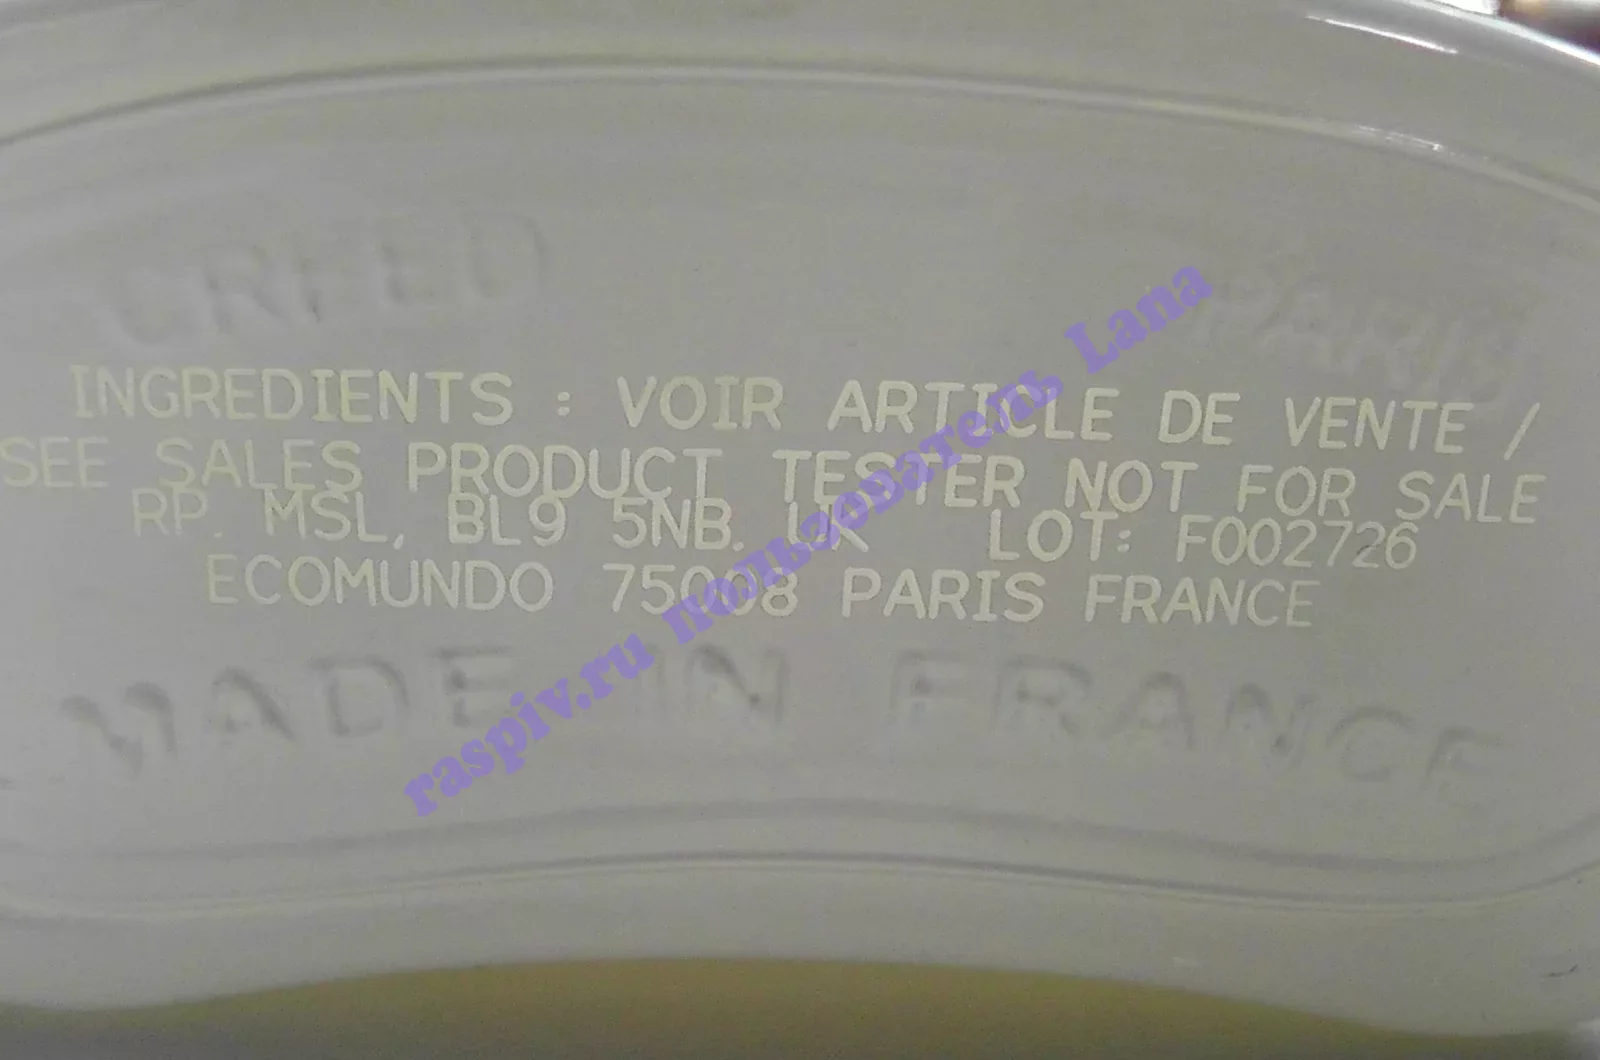 CREED PARIS
INGREDIENTS : VOIR ARTICLE DE VENTE /
SEE SALES PRODUCT TESTER NOT FOR SALE
RP. MSL, BL9 5NB. UK LOT: F002726
ECOMUNDO 75008 PARIS FRANCE
MADE IN FRANCE
raspiv.ru пользователь Lana